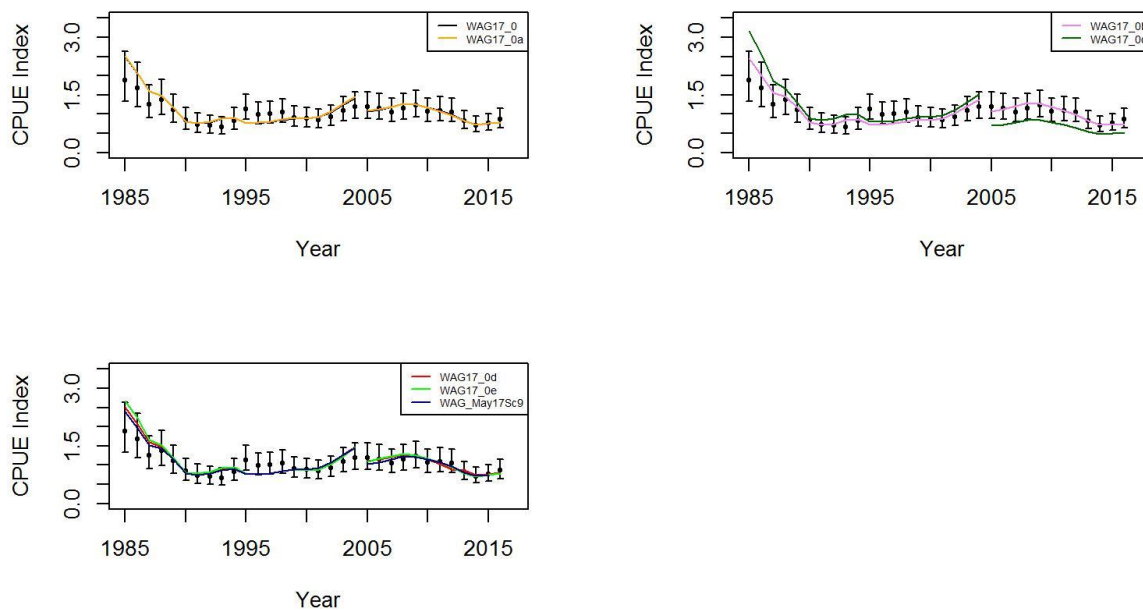 CPUE Index
3.0
1.5
0.0
WAG17_0
WAG17_0a
1985 1995 2005 2015
Year
CPUE Index
3.0
1.5
0.0
1985 1995 2005 2015
Year
CPUE Index
3.0
1.5
0.0
WAG17_0d
WAG17_0e
WAG_May17Sc9
1985 1995 2005 2015
Year